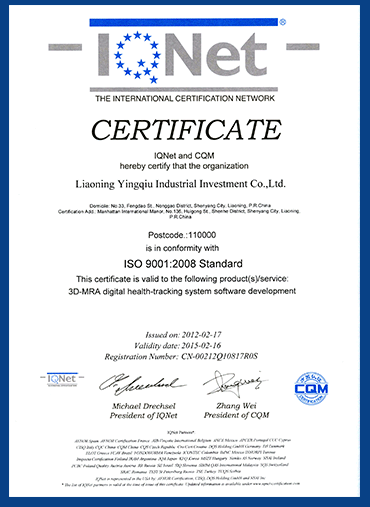 IQNet ®
THE INTERNATIONAL CERTIFICATION NETWORK
CERTIFICATE
IQNet and CQM
hereby certify that the organization
Liaoning Yingqiu Industrial Investment Co.,Ltd.
Domicile: No.33, Fengdao St., Nonggao District, Shenyang City, Liaoning, P.R.China
Certification Add.: Manhattan International Manor, No.136, Huigong St., Shenhe District, Shenyang City, Liaoning,
P.R.China
Postcode.:110000
is in conformity with
ISO 9001:2008 Standard
This certificate is valid to the following product(s)/service:
3D-MRA digital health-tracking system software development
Issued on: 2012-02-17
Validity date: 2015-02-16
Registration Number: CN-00212Q10817R0S
IQNet
CQM
Michael Drechsel
President of IQNet
Zhang Wei
President of CQM
IQNet Partners*: